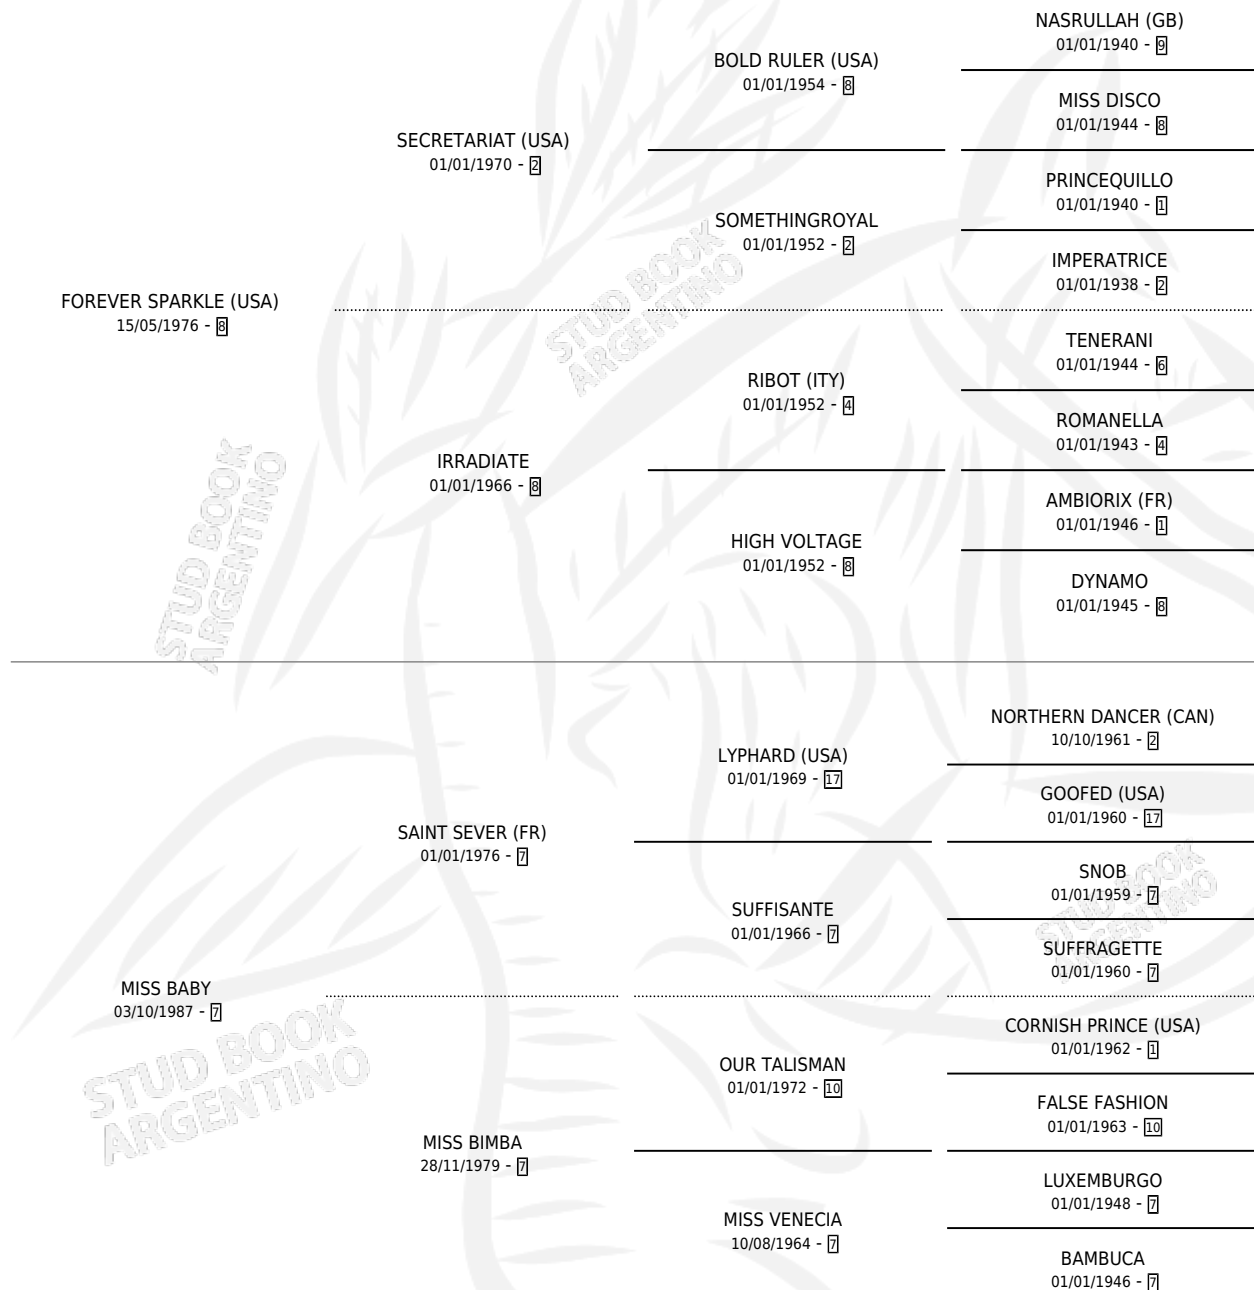 NASRULLAH (GB)
01/01/1940 - 9
BOLD RULER (USA)
01/01/1954 - 8
MISS DISCO
01/01/1944 - 8
SECRETARIAT (USA)
01/01/1970 - 2
PRINCEQUILLO
01/01/1940 - 1
SOMETHINGROYAL
01/01/1952 - 2
IMPERATRICE
01/01/1938 - 2
FOREVER SPARKLE (USA)
15/05/1976 - 8
TENERANI
01/01/1944 - 6
RIBOT (ITY)
01/01/1952 - 4
ROMANELLA
01/01/1943 - 4
IRRADIATE
01/01/1966 - 8
AMBIORIX (FR)
01/01/1946 - 1
HIGH VOLTAGE
01/01/1952 - 8
DYNAMO
01/01/1945 - 8
NORTHERN DANCER (CAN)
10/10/1961 - 2
LYPHARD (USA)
01/01/1969 - 17
GOOFED (USA)
01/01/1960 - 17
SAINT SEVER (FR)
01/01/1976 - 7
SNOB
01/01/1959 - 7
SUFFISANTE
01/01/1966 - 7
SUFFRAGETTE
01/01/1960 - 7
MISS BABY
03/10/1987 - 7
CORNISH PRINCE (USA)
01/01/1962 - 1
OUR TALISMAN
01/01/1972 - 10
FALSE FASHION
01/01/1963 - 10
MISS BIMBA
28/11/1979 - 7
LUXEMBURGO
01/01/1948 - 7
MISS VENECIA
10/08/1964 - 7
BAMBUCA
01/01/1946 - 7
STUD BOOK
ARGENTINO
STUD BOOK
ARGENTINO
STUD BOOK
ARGENTINO
STUD BOOK
ARGENTINO